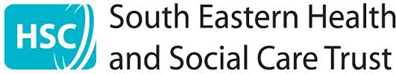 HSC
South Eastern Health
and Social Care Trust